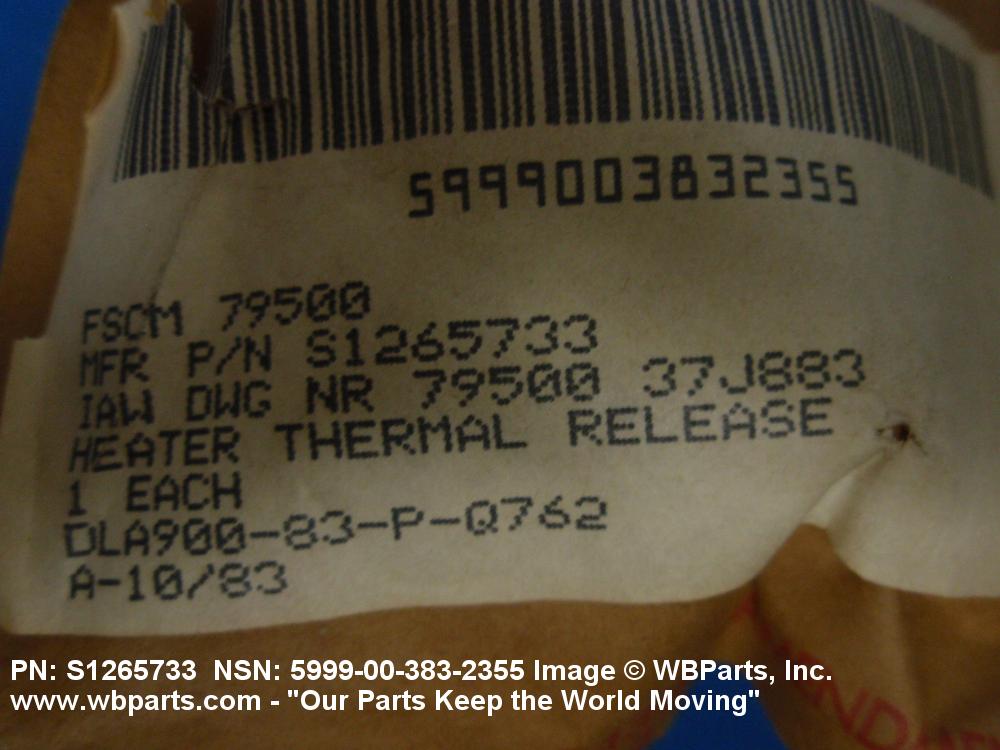 5999003832355
FSCM 79500
MFR P/N S1265733
IAW DWG NR 79500 37J883
HEATER THERMAL RELEASE
1 EACH
DLA900-83-P-Q762
A-10/83
PN: S1265733 NSN: 5999-00-383-2355 Image © WBParts, Inc.
www.wbparts.com - "Our Parts Keep the World Moving"